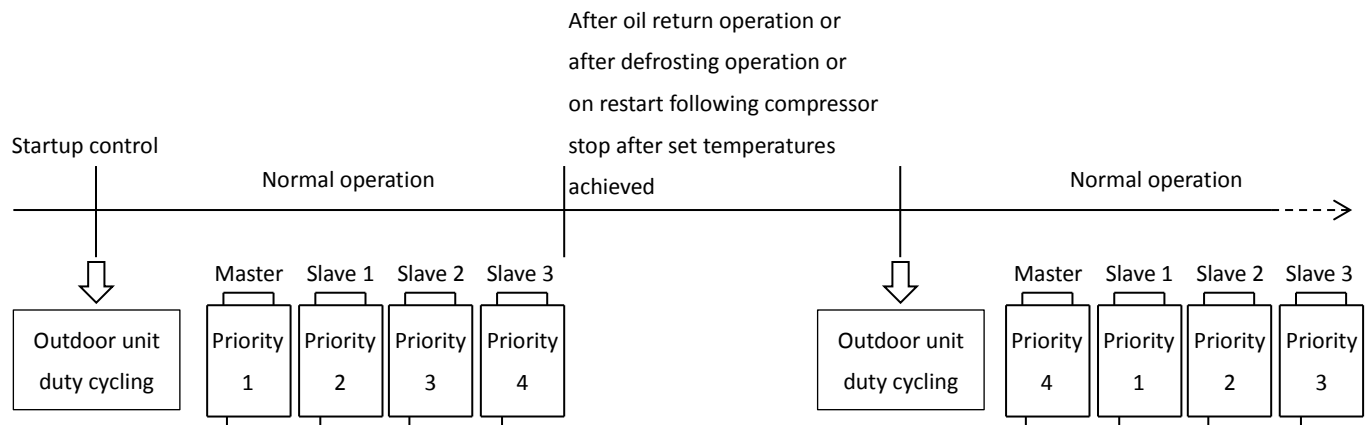 After oil return operation or
after defrosting operation or
on restart following compressor
stop after set temperatures
achieved
Startup control
Normal operation
Normal operation
Master Slave 1 Slave 2 Slave 3
Master Slave 1 Slave 2 Slave 3
Outdoor unit
duty cycling
Priority Priority Priority Priority
1 2 3 4
Outdoor unit
duty cycling
Priority Priority Priority Priority
4 1 2 3